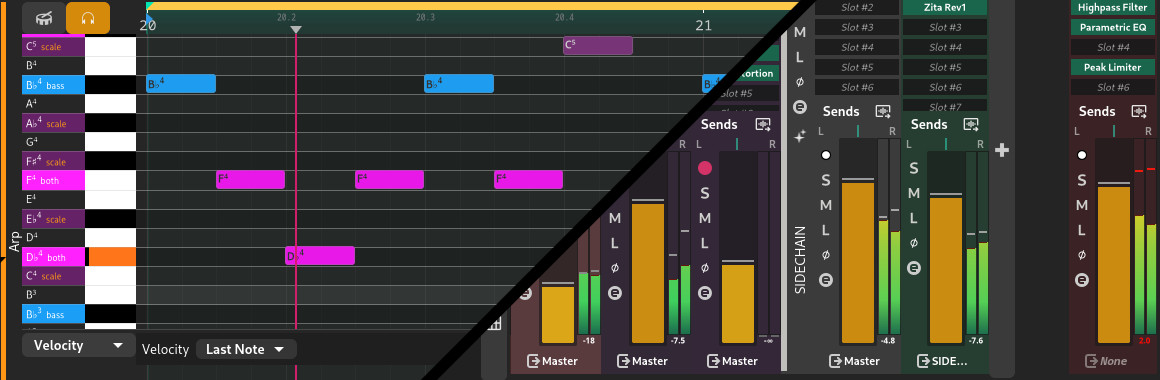 20 20.2 20.3 20.4 21
C⁵ scale
B⁴
B♭⁴ bass
A⁴
A♭⁴ scale
G⁴
F♯⁴ scale
F⁴ both
E⁴
E♭⁴ scale
D⁴
D♭⁴ both
C⁴ scale
B³
B♭³ bass
Arp
C⁵
B♭⁴ B♭⁴
F⁴ F⁴ F⁴
D♭⁴
Velocity
Velocity Last Note
Slot #5
Sends
L R
S
M
L
ø
-18 -7.5 -∞
Master Master Master
M
L
ø
SIDECHAIN
Slot #2 Zita Rev1
Slot #3 Slot #3
Slot #4 Slot #4
Slot #5 Slot #5
Slot #6 Slot #6
Slot #7
Sends Sends
L R L R
S S
M M
L L
ø ø
-4.8 -7.6
Master SIDE...
Highpass Filter
Parametric EQ
Slot #4
Peak Limiter
Slot #6
Sends
L R
S
M
L
ø
2.0
None